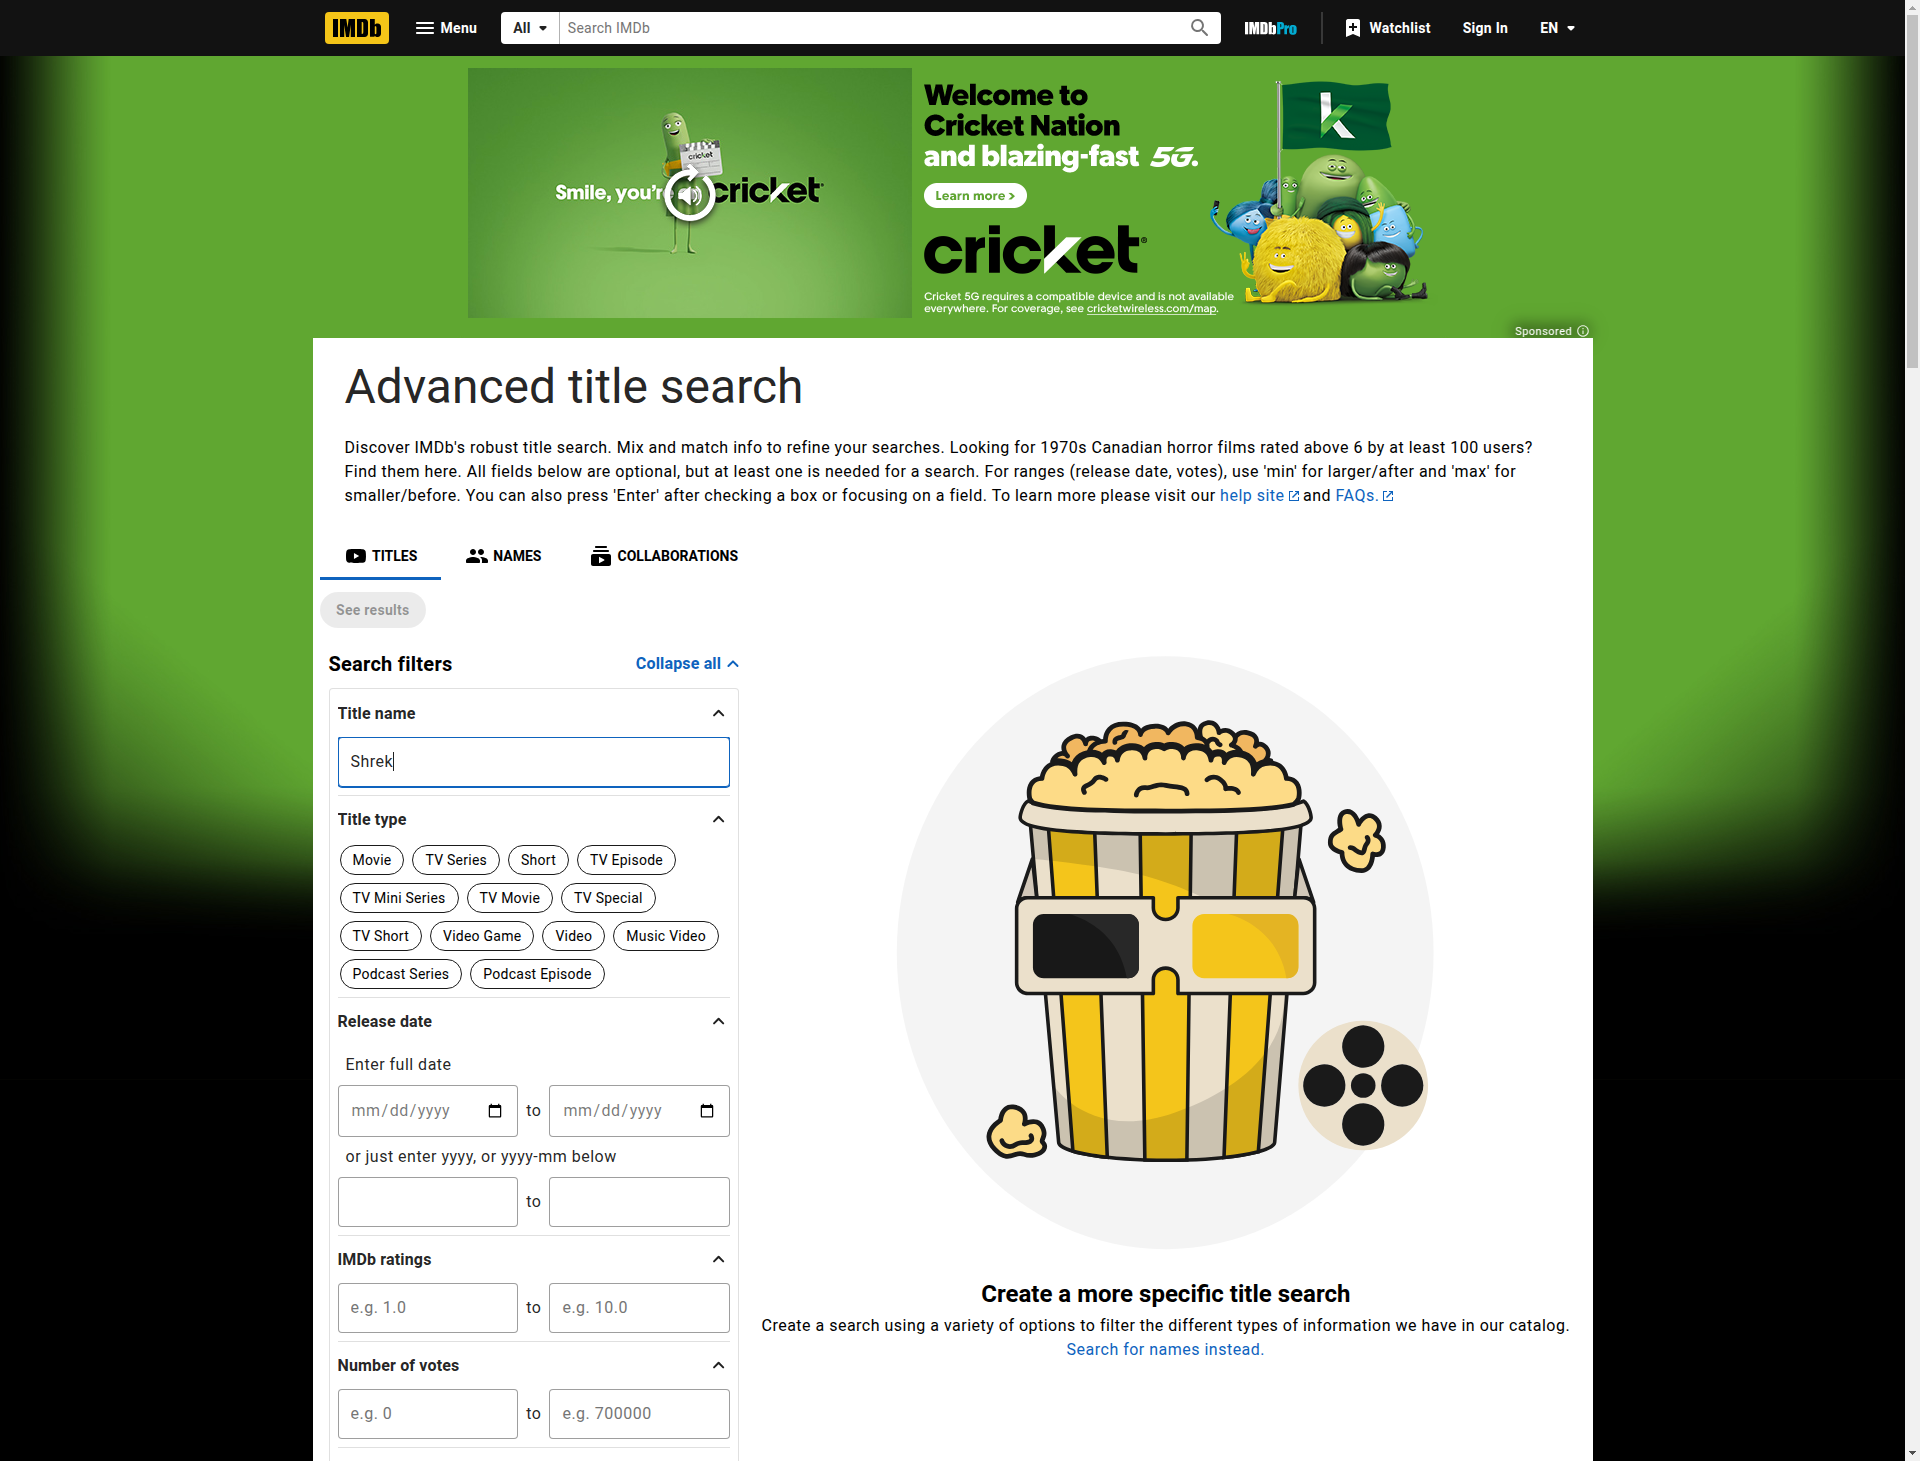 IMDb
Menu
All
Search IMDb
IMDbPro
Watchlist
Sign In
EN
Smile, you're
cricket
cricket
Welcome to
Cricket Nation
and blazing-fast 5G.
Learn more >
cricket
Cricket 5G requires a compatible device and is not available
everywhere. For coverage, see cricketwireless.com/map.
Sponsored
Advanced title search
Discover IMDb's robust title search. Mix and match info to refine your searches. Looking for 1970s Canadian horror films rated above 6 by at least 100 users?
Find them here. All fields below are optional, but at least one is needed for a search. For ranges (release date, votes), use 'min' for larger/after and 'max' for
smaller/before. You can also press 'Enter' after checking a box or focusing on a field. To learn more please visit our help site and FAQs.
TITLES
NAMES
COLLABORATIONS
See results
Search filters
Collapse all
Title name
Shrek
Title type
Movie
TV Series
Short
TV Episode
TV Mini Series
TV Movie
TV Special
TV Short
Video Game
Video
Music Video
Podcast Series
Podcast Episode
Release date
Enter full date
mm/dd/yyyy
to
mm/dd/yyyy
or just enter yyyy, or yyyy-mm below
to
IMDb ratings
e.g. 1.0
to
e.g. 10.0
Number of votes
e.g. 0
to
e.g. 700000
Create a more specific title search
Create a search using a variety of options to filter the different types of information we have in our catalog.
Search for names instead.